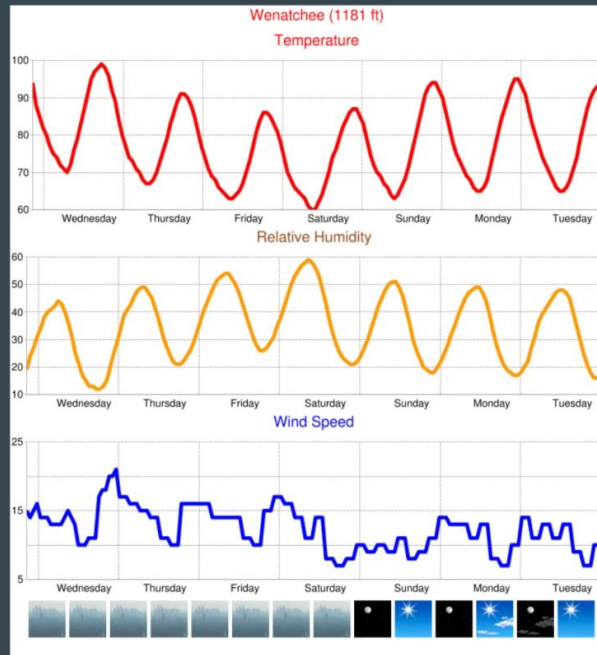 Wenatchee (1181 ft)
Temperature
100
90
80
70
60
Wednesday Thursday Friday Saturday Sunday Monday Tuesday
Relative Humidity
60
50
40
30
20
10
Wednesday Thursday Friday Saturday Sunday Monday Tuesday
Wind Speed
25
15
5
Wednesday Thursday Friday Saturday Sunday Monday Tuesday